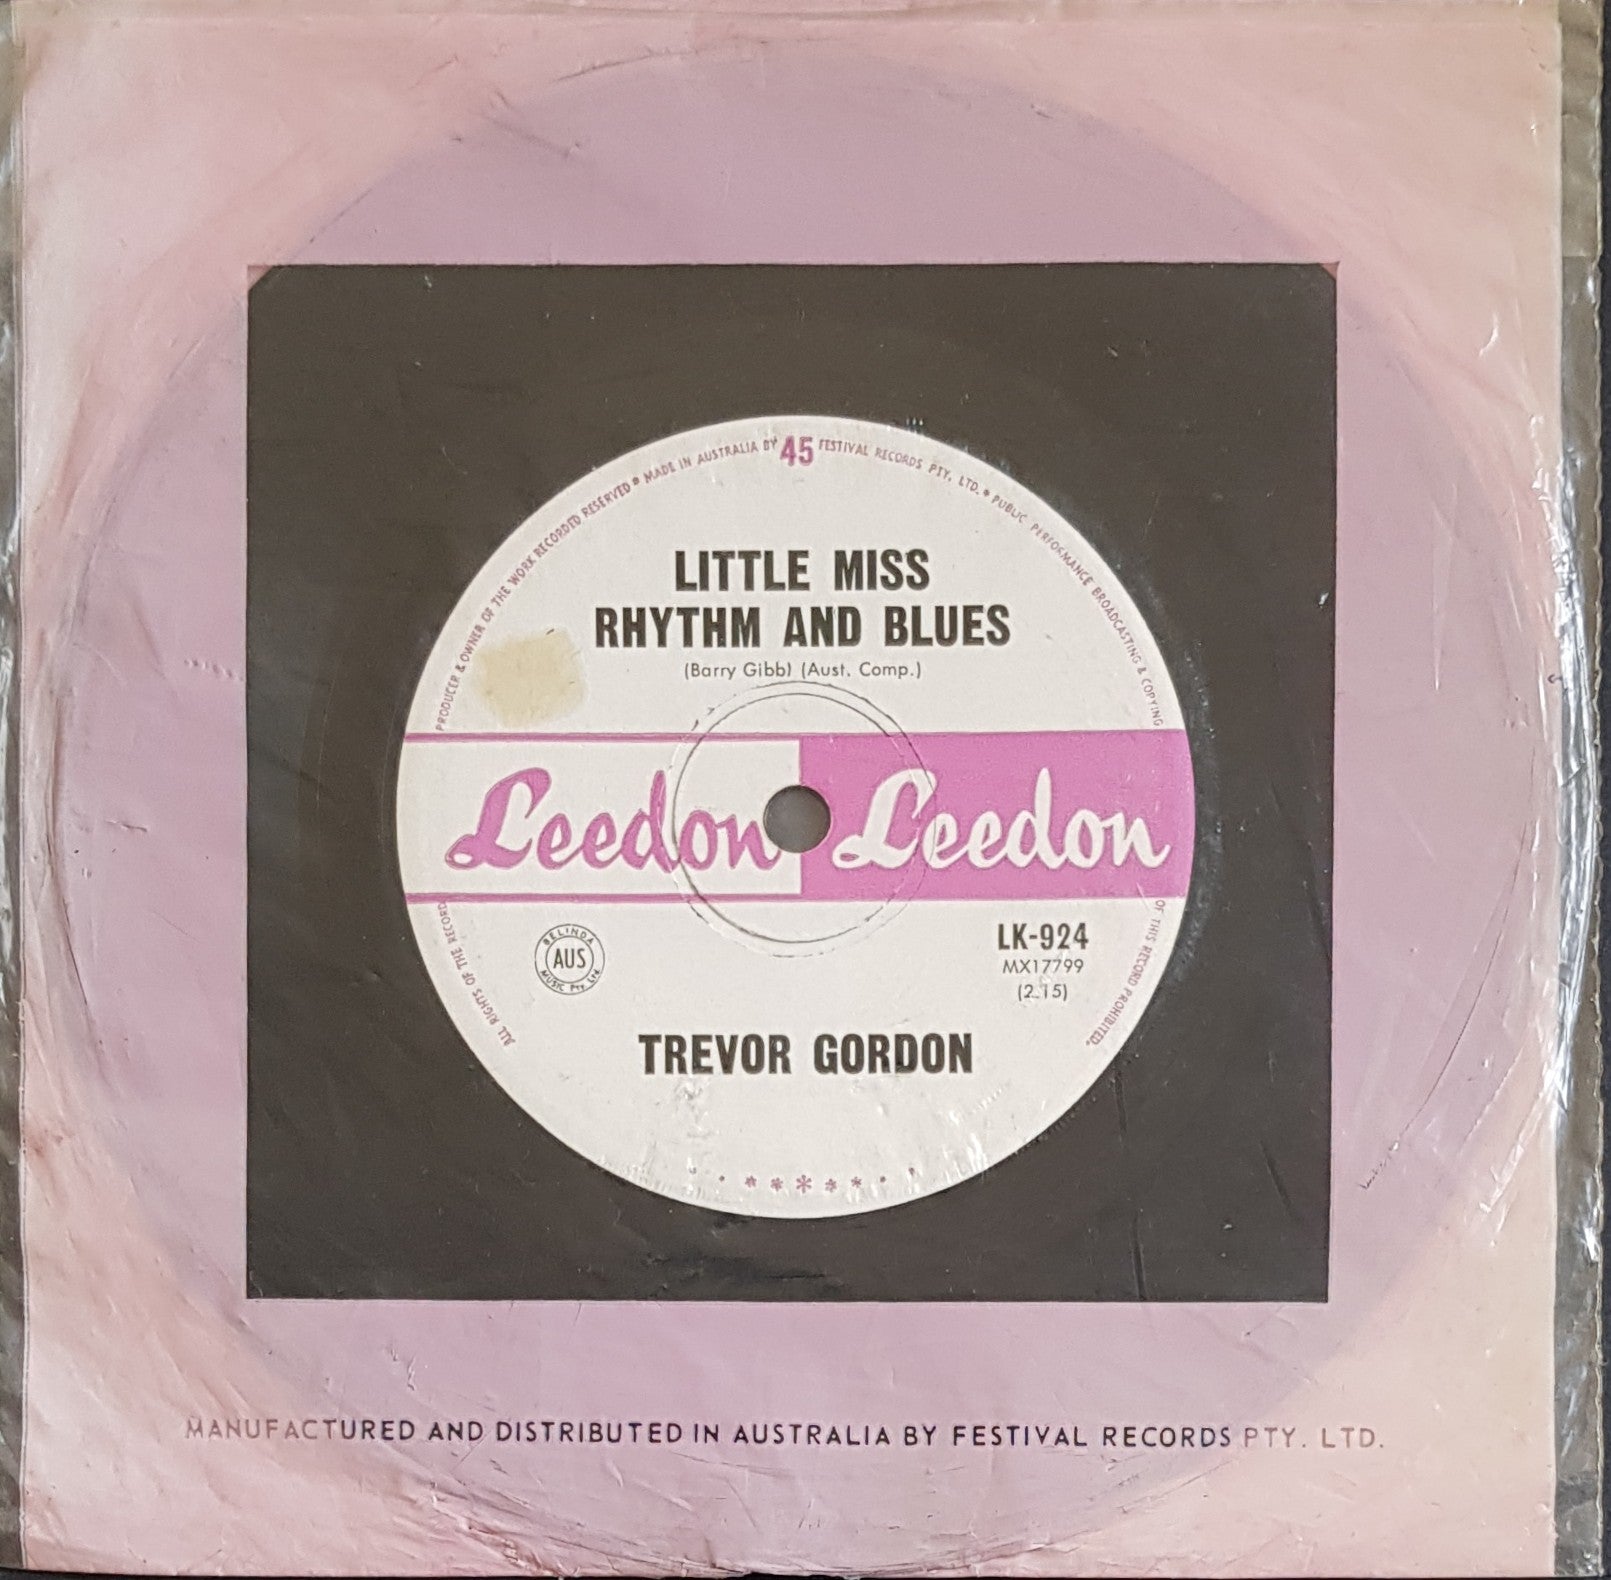 PRODUCER & OWNER OF THE WORK RECORDED RESERVED • MADE IN AUSTRALIA BY 45 FESTIVAL RECORDS PTY. LTD. • PUBLIC PERFORMANCE BROADCASTING & COPYING
LITTLE MISS
RHYTHM AND BLUES
(Barry Gibb) (Aust. Comp.)
Leedon Leedon
ALL RIGHTS OF THE RECORD
OF THIS RECORD PROHIBITED.
BELINDA
AUS
MUSIC Pty. Ltd.
LK-924
MX17799
(2.15)
TREVOR GORDON
MANUFACTURED AND DISTRIBUTED IN AUSTRALIA BY FESTIVAL RECORDS PTY. LTD.